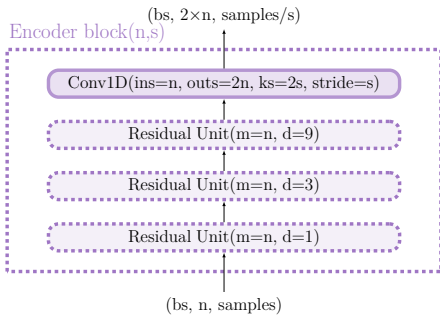 (bs, 2×n, samples/s)
Encoder block(n,s)
Conv1D(ins=n, outs=2n, ks=2s, stride=s)
Residual Unit(m=n, d=9)
Residual Unit(m=n, d=3)
Residual Unit(m=n, d=1)
(bs, n, samples)